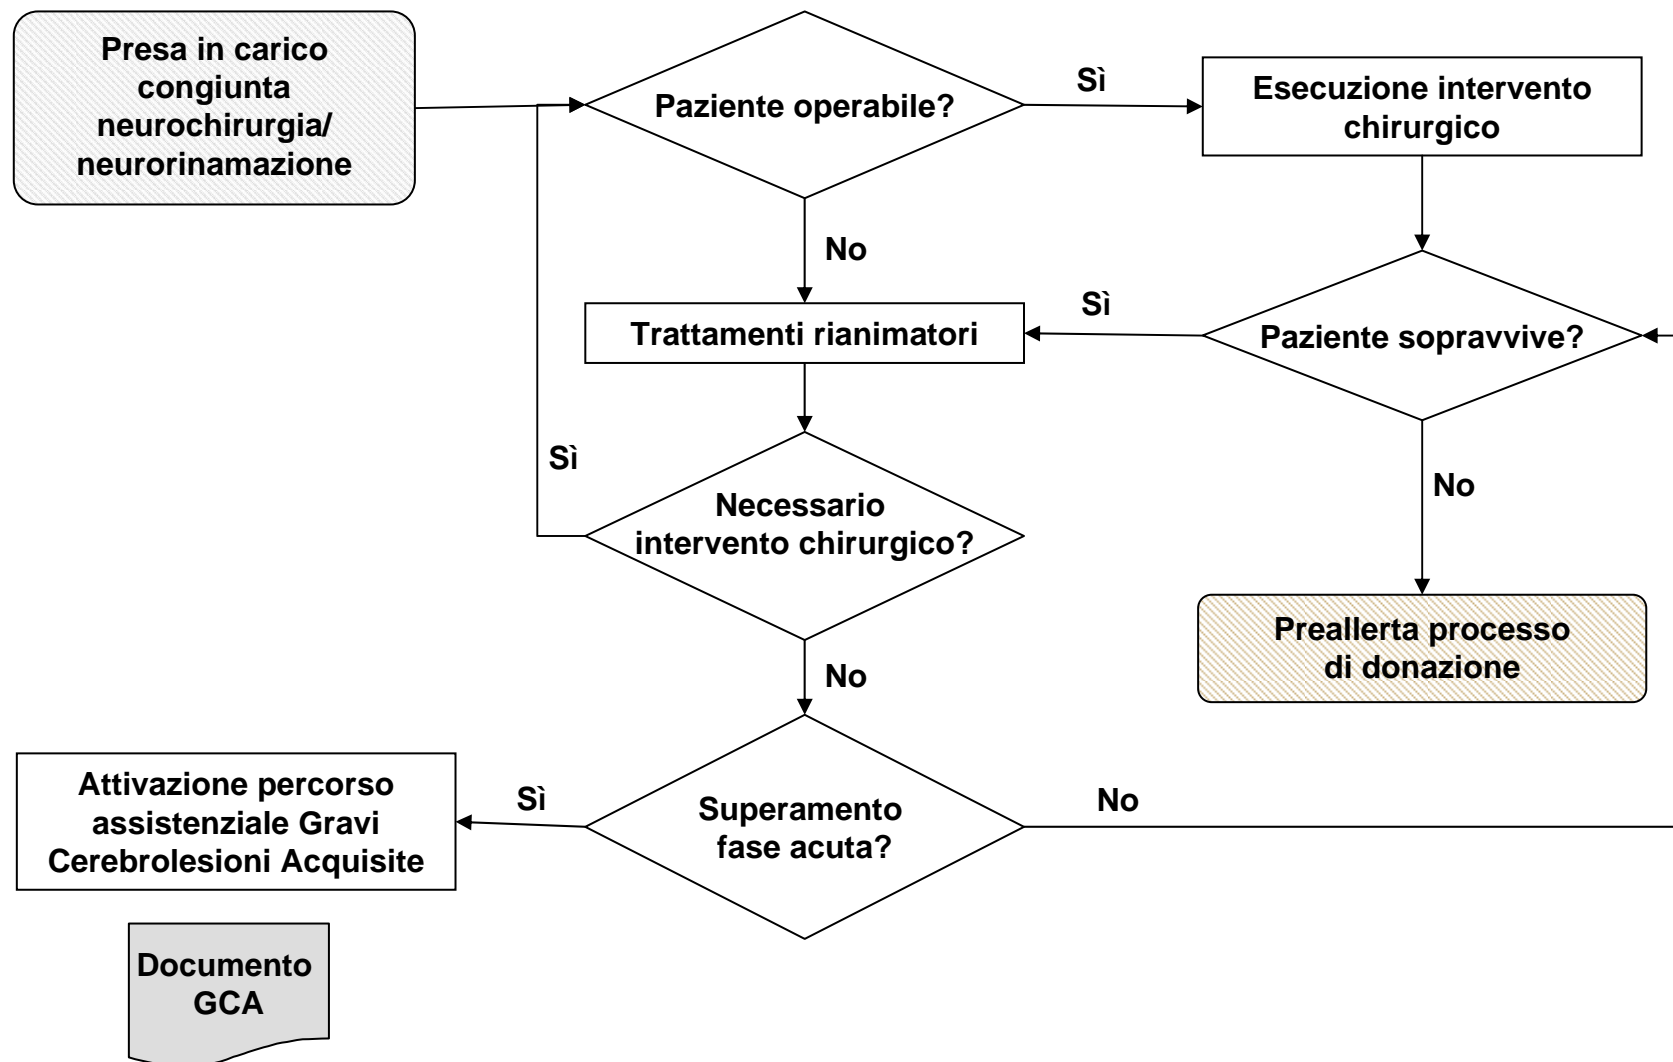 Presa in carico
congiunta
neurochirurgia/
neurorinamazione
Paziente operabile?
Sì
Esecuzione intervento
chirurgico
No
Trattamenti rianimatori
Sì
Paziente sopravvive?
Sì
Necessario
intervento chirurgico?
No
Preallerta processo
di donazione
No
Attivazione percorso
assistenziale Gravi
Cerebrolesioni Acquisite
Sì
Superamento
fase acuta?
No
Documento
GCA